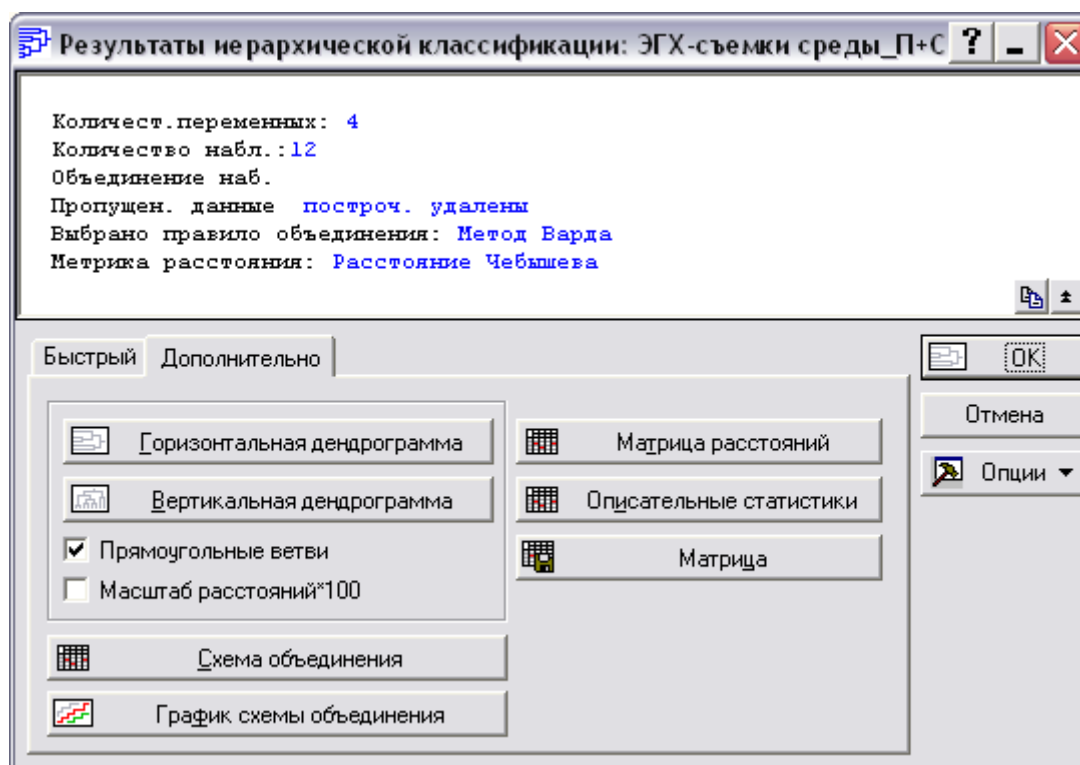 Результаты иерархической классификации: ЭГХ-съемки среды_П+С
Количест.переменных: 4
Количество набл.:12
Объединение наб.
Пропущен. данные построч. удалены
Выбрано правило объединения: Метод Варда
Метрика расстояния: Расстояние Чебышева
Быстрый Дополнительно
OK
Отмена
Опции
Горизонтальная дендрограмма
Матрица расстояний
Вертикальная дендрограмма
Описательные статистики
Прямоугольные ветви
Матрица
Масштаб расстояний*100
Схема объединения
График схемы объединения